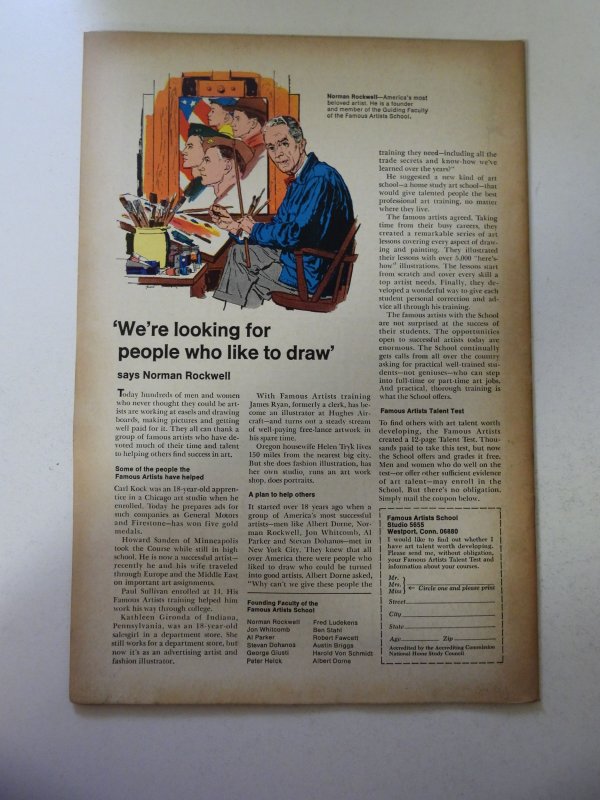 Norman Rockwell—America's most
beloved artist. He is a founder
and member of the Guiding Faculty
of the Famous Artists School.
'We're looking for
people who like to draw'
says Norman Rockwell
Today hundreds of men and women
who never thought they could be art-
ists are working at easels and drawing
boards, making pictures and getting
well paid for it. They all can thank a
group of famous artists who have de-
voted much of their time and talent
to helping others find success in art.
Some of the people the
Famous Artists have helped
Carl Kock was an 18-year-old appren-
tice in a Chicago art studio when he
enrolled. Today he prepares ads for
such companies as General Motors
and Firestone—has won five gold
medals.
Howard Sanden of Minneapolis
took the Course while still in high
school. He is now a successful artist—
recently he and his wife traveled
through Europe and the Middle East
on important art assignments.
Paul Sullivan enrolled at 14. His
Famous Artists training helped him
work his way through college.
Kathleen Gironda of Indiana,
Pennsylvania, was an 18-year-old
salesgirl in a department store. She
still works for a department store, but
now it's as an advertising artist and
fashion illustrator.
With Famous Artists training
James Ryan, formerly a clerk, has be-
come an illustrator at Hughes Air-
craft—and turns out a steady stream
of well-paying free-lance artwork in
his spare time.
Oregon housewife Helen Tryk lives
150 miles from the nearest big city.
But she does fashion illustration, has
her own studio, runs an art work
shop, does portraits.
A plan to help others
It started over 18 years ago when a
group of America's most successful
artists—men like Albert Dorne, Nor-
man Rockwell, Jon Whitcomb, Al
Parker and Stevan Dohanos—met in
New York City. They knew that all
over America there were people who
liked to draw who could be turned
into good artists. Albert Dorne asked,
"Why can't we give these people the
Founding Faculty of the
Famous Artists School
Norman Rockwell
Jon Whitcomb
Al Parker
Stevan Dohanos
George Giusti
Peter Helck
Fred Ludekens
Ben Stahl
Robert Fawcett
Austin Briggs
Harold Von Schmidt
Albert Dorne
training they need—including all the
trade secrets and know-how we've
learned over the years?"
He suggested a new kind of art
school—a home study art school—that
would give talented people the best
professional art training, no matter
where they live.
The famous artists agreed. Taking
time from their busy careers, they
created a remarkable series of art
lessons covering every aspect of draw-
ing and painting. They illustrated
their lessons with over 5,000 "here's-
how" illustrations. The lessons start
from scratch and cover every skill a
top artist needs. Finally, they de-
veloped a wonderful way to give each
student personal correction and ad-
vice all through his training.
The famous artists with the School
are not surprised at the success of
their students. The opportunities
open to successful artists today are
enormous. The School continually
gets calls from all over the country
asking for practical well-trained stu-
dents—not geniuses—who can step
into full-time or part-time art jobs.
And practical, thorough training is
what the School offers.
Famous Artists Talent Test
To find others with art talent worth
developing, the Famous Artists
created a 12-page Talent Test. Thou-
sands paid to take this test, but now
the School offers and grades it free.
Men and women who do well on the
test—or offer other sufficient evidence
of art talent—may enroll in the
School. But there's no obligation.
Simply mail the coupon below.
Famous Artists School
Studio 5655
Westport, Conn. 06880
I would like to find out whether I
have art talent worth developing.
Please send me, without obligation,
your Famous Artists Talent Test and
information about your courses.
Mr.
Mrs. ← Circle one and please print
Miss
Street
City
State
Age Zip
Accredited by the Accrediting Commission
National Home Study Council